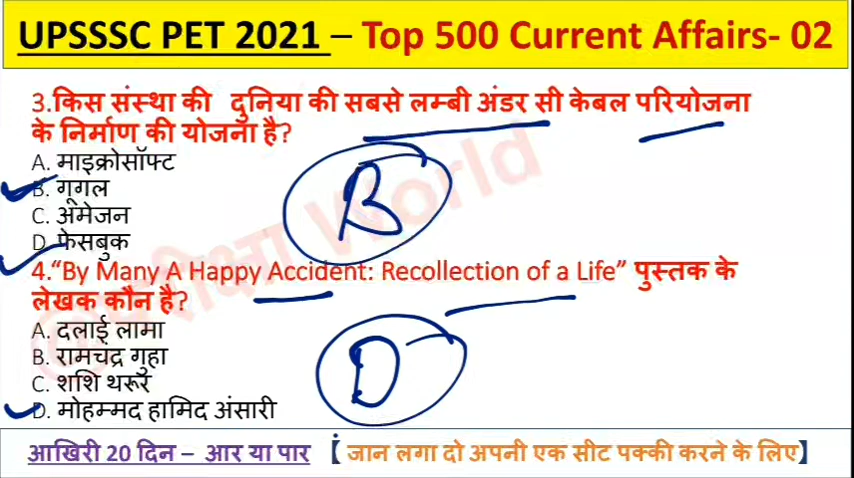 UPSSSC PET 2021 – Top 500 Current Affairs- 02
3.किस संस्था की दुनिया की सबसे लम्बी अंडर सी केबल परियोजना
के निर्माण की योजना है?
A. माइक्रोसॉफ्ट
B. गूगल
C. अमेजन
D. फेसबुक
B
4.“By Many A Happy Accident: Recollection of a Life” पुस्तक के
लेखक कौन है?
A. दलाई लामा
B. रामचंद्र गुहा
C. शशि थरूर
D. मोहम्मद हामिद अंसारी
D
परीक्षा World
आखिरी 20 दिन – आर या पार 【 जान लगा दो अपनी एक सीट पक्की करने के लिए】